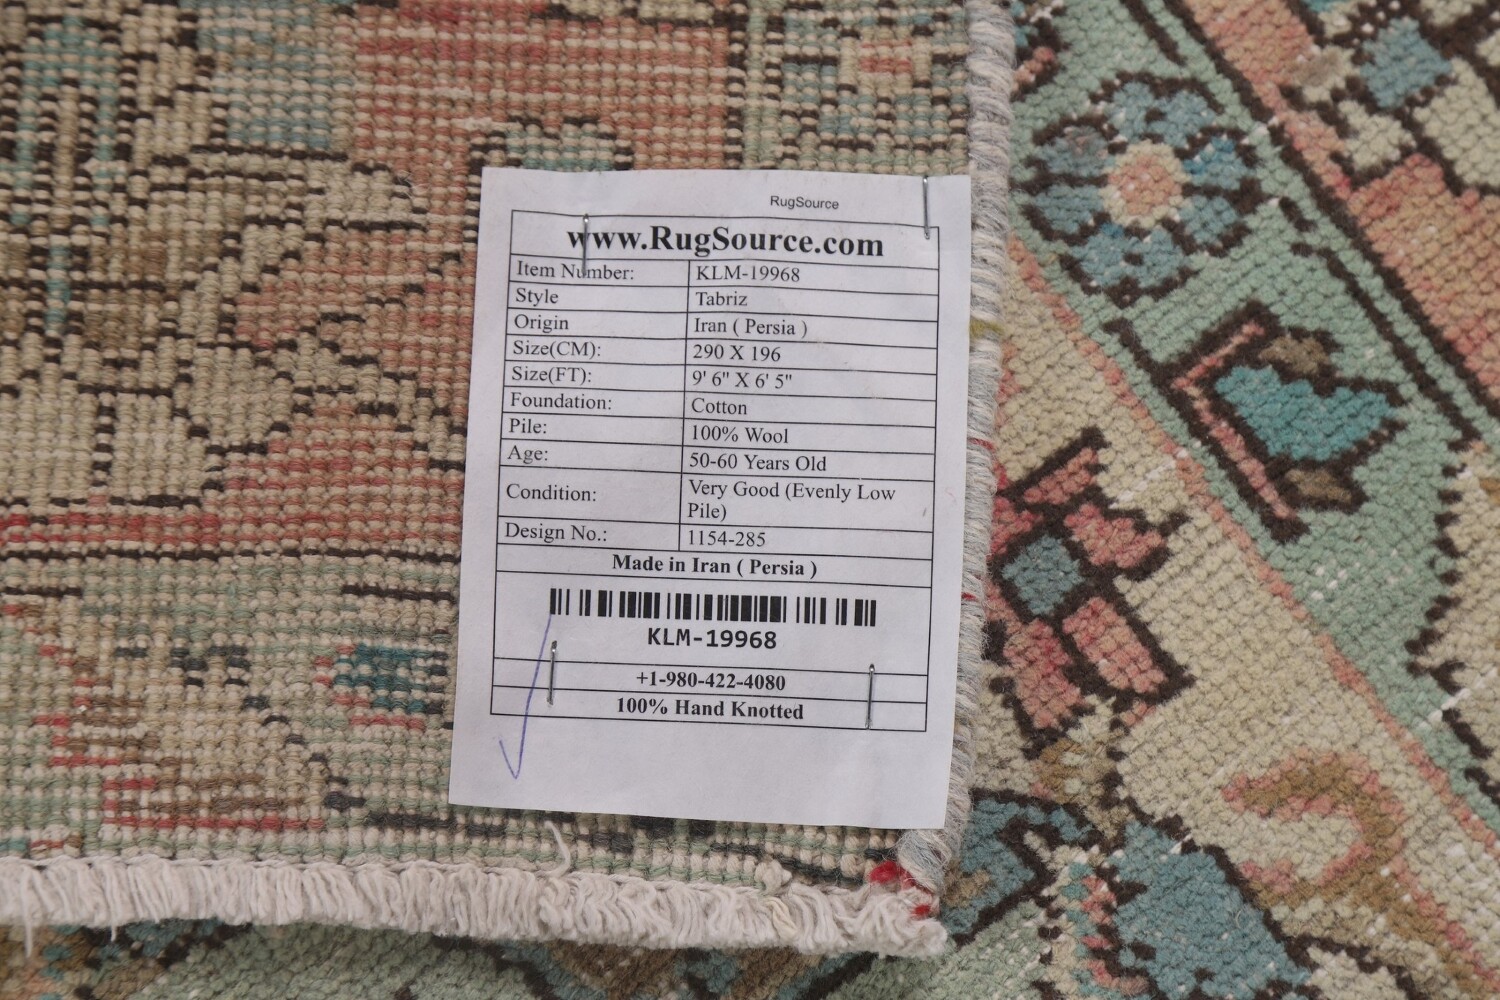 RugSource
www.RugSource.com
Item Number: KLM-19968
Style Tabriz
Origin Iran ( Persia )
Size(CM): 290 X 196
Size(FT): 9' 6" X 6' 5"
Foundation: Cotton
Pile: 100% Wool
Age: 50-60 Years Old
Condition: Very Good (Evenly Low
Pile)
Design No.: 1154-285
Made in Iran ( Persia )
KLM-19968
+1-980-422-4080
100% Hand Knotted